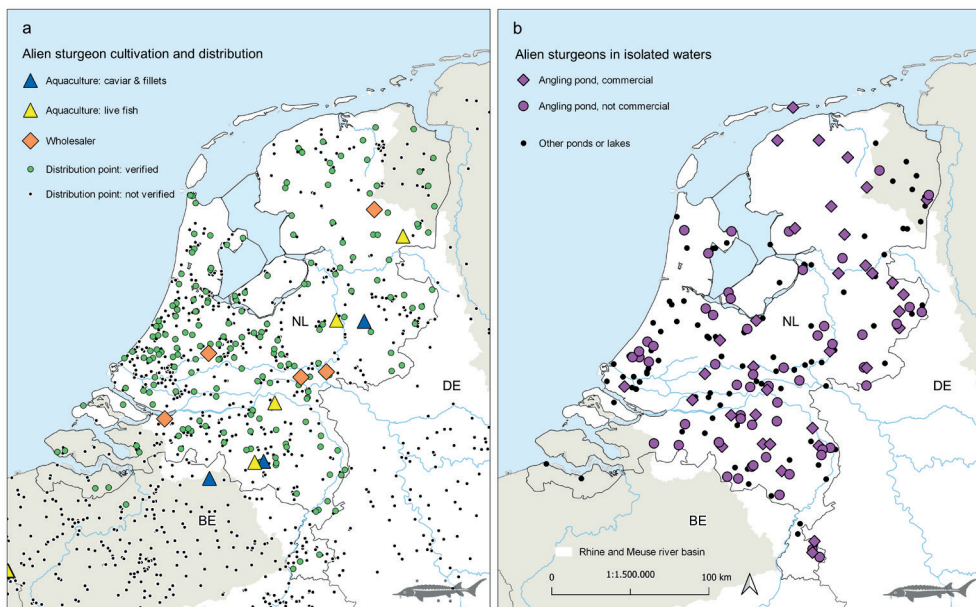 a
Alien sturgeon cultivation and distribution
Aquaculture: caviar & fillets
Aquaculture: live fish
Wholesaler
Distribution point: verified
Distribution point: not verified
NL
DE
BE
b
Alien sturgeons in isolated waters
Angling pond, commercial
Angling pond, not commercial
Other ponds or lakes
NL
DE
BE
Rhine and Meuse river basin
1:1.500.000
0
100 km